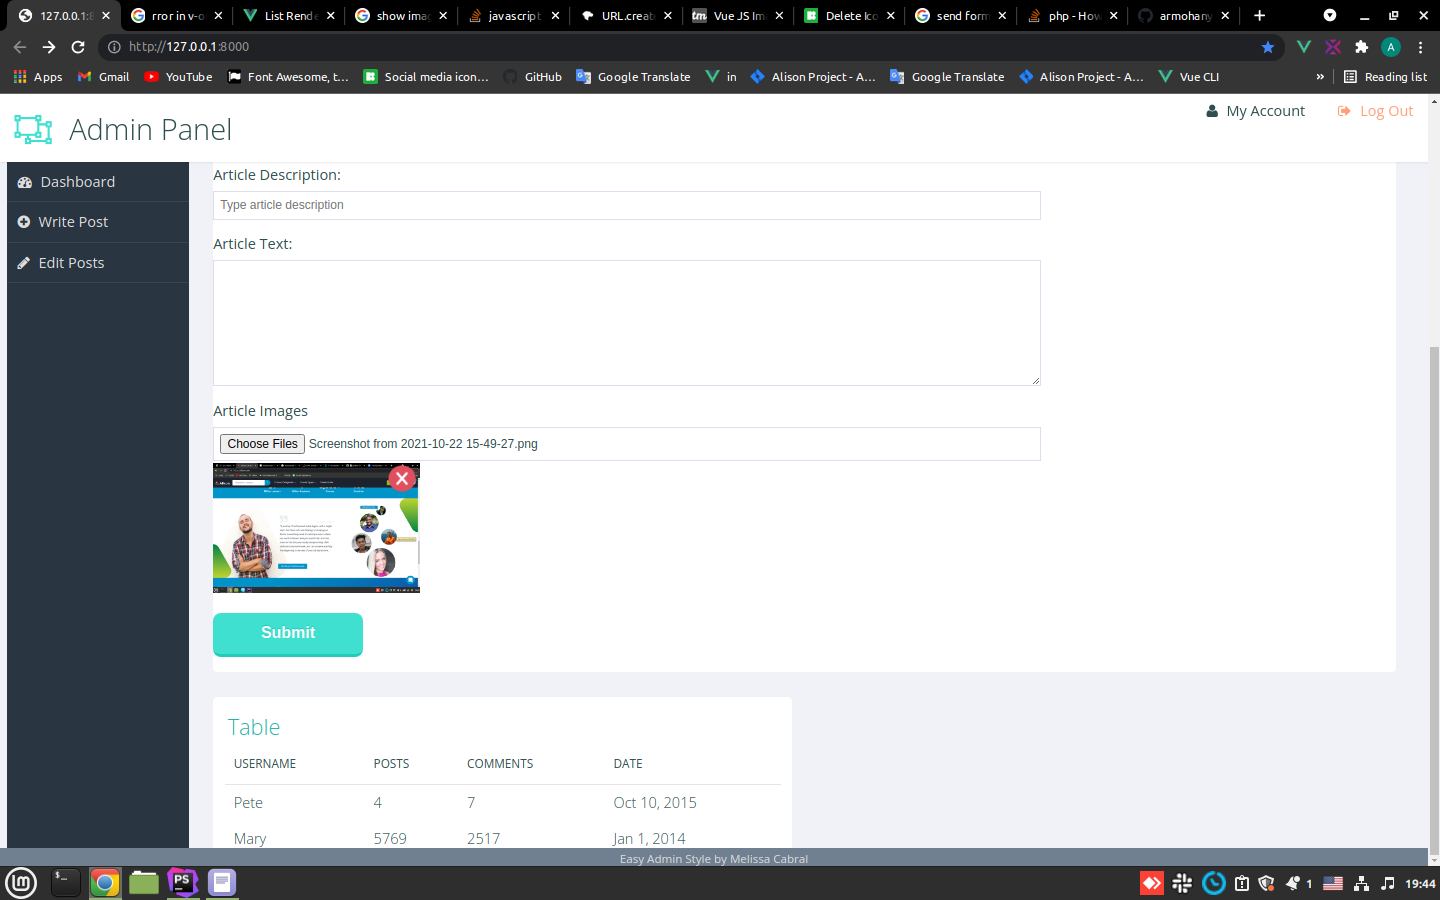 127.0.0.1:8
rror in v-o
List Rende
show imag
javascript
URL.creat
Vue JS Im
Delete Ico
send form
php - How
armohany
http://127.0.0.1:8000
Apps
Gmail
YouTube
Font Awesome, t...
Social media icon...
GitHub
Google Translate
in
Alison Project - A...
Google Translate
Alison Project - A...
Vue CLI
»
Reading list
Admin Panel
My Account
Log Out
Dashboard
Write Post
Edit Posts
Article Description:
Type article description
Article Text:
Article Images
Choose Files Screenshot from 2021-10-22 15-49-27.png
Submit
Table
USERNAME POSTS COMMENTS DATE
Pete 4 7 Oct 10, 2015
Mary 5769 2517 Jan 1, 2014
Easy Admin Style by Melissa Cabral
1
19:44